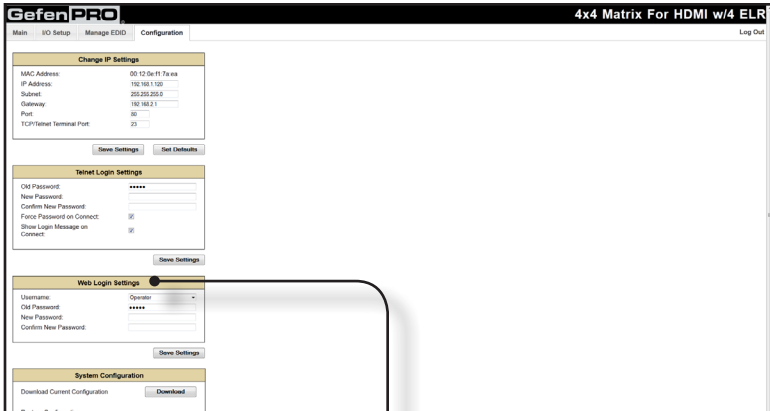 Gefen PRO
4x4 Matrix For HDMI w/4 ELR
Main I/O Setup Manage EDID Configuration Log Out
Change IP Settings
MAC Address: 00:12:0e:f1:7a:ea
IP Address: 192.168.1.120
Subnet: 255.255.255.0
Gateway: 192.168.2.1
Port: 80
TCP/Telnet Terminal Port: 23
Save Settings Set Defaults
Telnet Login Settings
Old Password: •••••
New Password:
Confirm New Password:
Force Password on Connect:
Show Login Message on
Connect:
Save Settings
Web Login Settings
Username: Operator
Old Password: •••••
New Password:
Confirm New Password:
Save Settings
System Configuration
Download Current Configuration Download